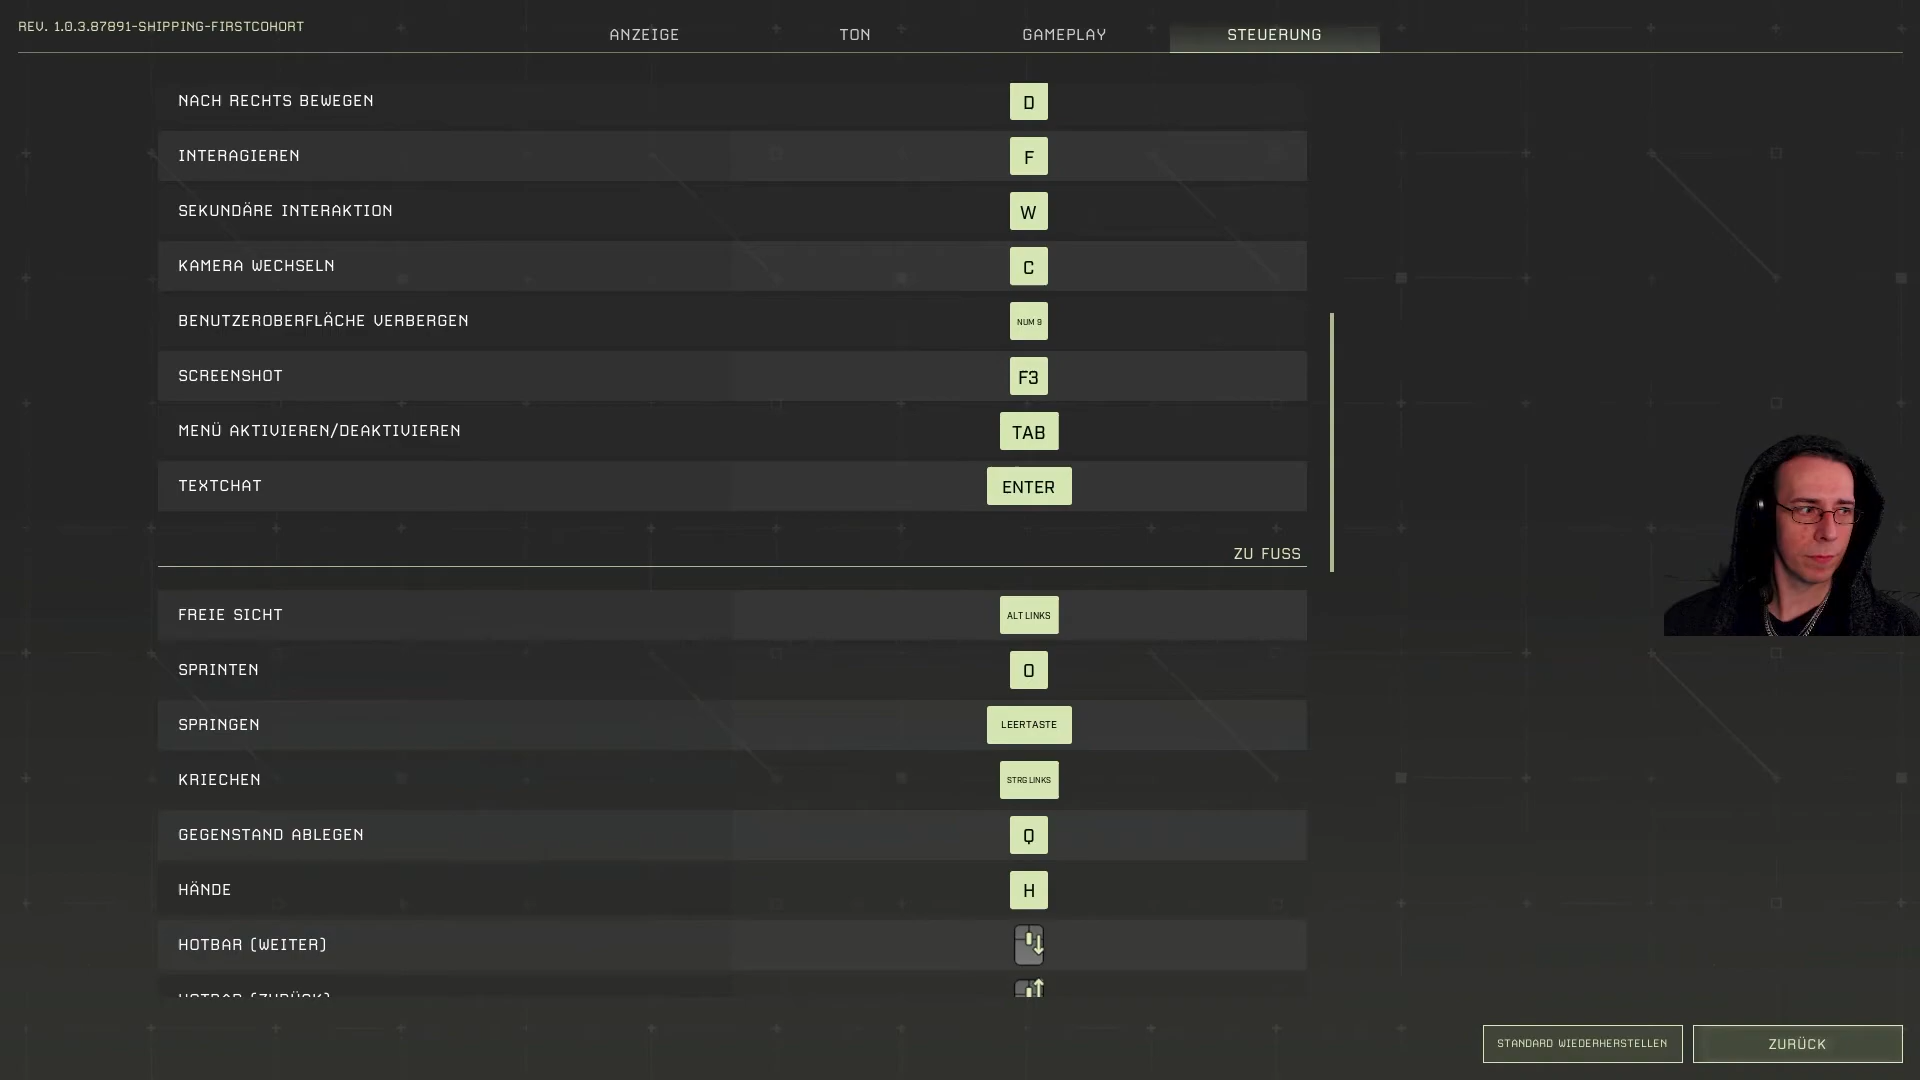 REV. 1.0.3.87891-SHIPPING-FIRSTCOHORT
ANZEIGE
TON
GAMEPLAY
STEUERUNG
NACH RECHTS BEWEGEN
D
INTERAGIEREN
F
SEKUNDÄRE INTERAKTION
W
KAMERA WECHSELN
C
BENUTZEROBERFLÄCHE VERBERGEN
NUM 9
SCREENSHOT
F3
MENÜ AKTIVIEREN/DEAKTIVIEREN
TAB
TEXTCHAT
ENTER
ZU FUSS
FREIE SICHT
ALT LINKS
SPRINTEN
O
SPRINGEN
LEERTASTE
KRIECHEN
STRG LINKS
GEGENSTAND ABLEGEN
Q
HÄNDE
H
HOTBAR (WEITER)
HOTBAR (ZURÜCK)
STANDARD WIEDERHERSTELLEN
ZURÜCK